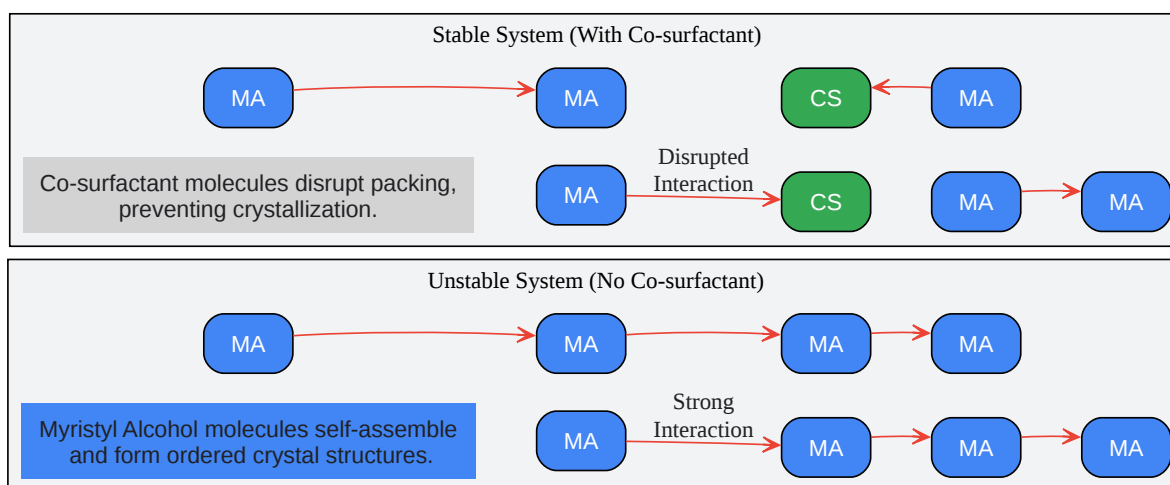 Stable System (With Co-surfactant)
MA
MA
CS
MA
Co-surfactant molecules disrupt packing,
preventing crystallization.
MA
Disrupted
Interaction
CS
MA
MA
Unstable System (No Co-surfactant)
MA
MA
MA
MA
Myristyl Alcohol molecules self-assemble
and form ordered crystal structures.
MA
Strong
Interaction
MA
MA
MA